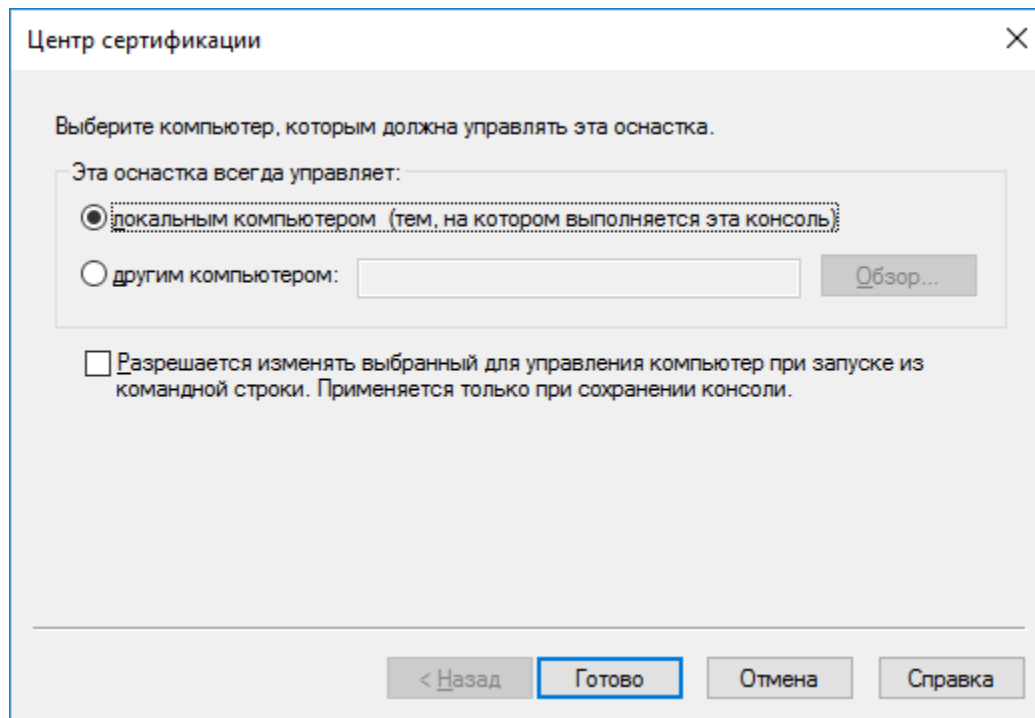 Центр сертификации
Выберите компьютер, которым должна управлять эта оснастка.
Эта оснастка всегда управляет:
локальным компьютером (тем, на котором выполняется эта консоль)
другим компьютером:
Обзор...
Разрешается изменять выбранный для управления компьютер при запуске из
командной строки. Применяется только при сохранении консоли.
< Назад
Готово
Отмена
Справка